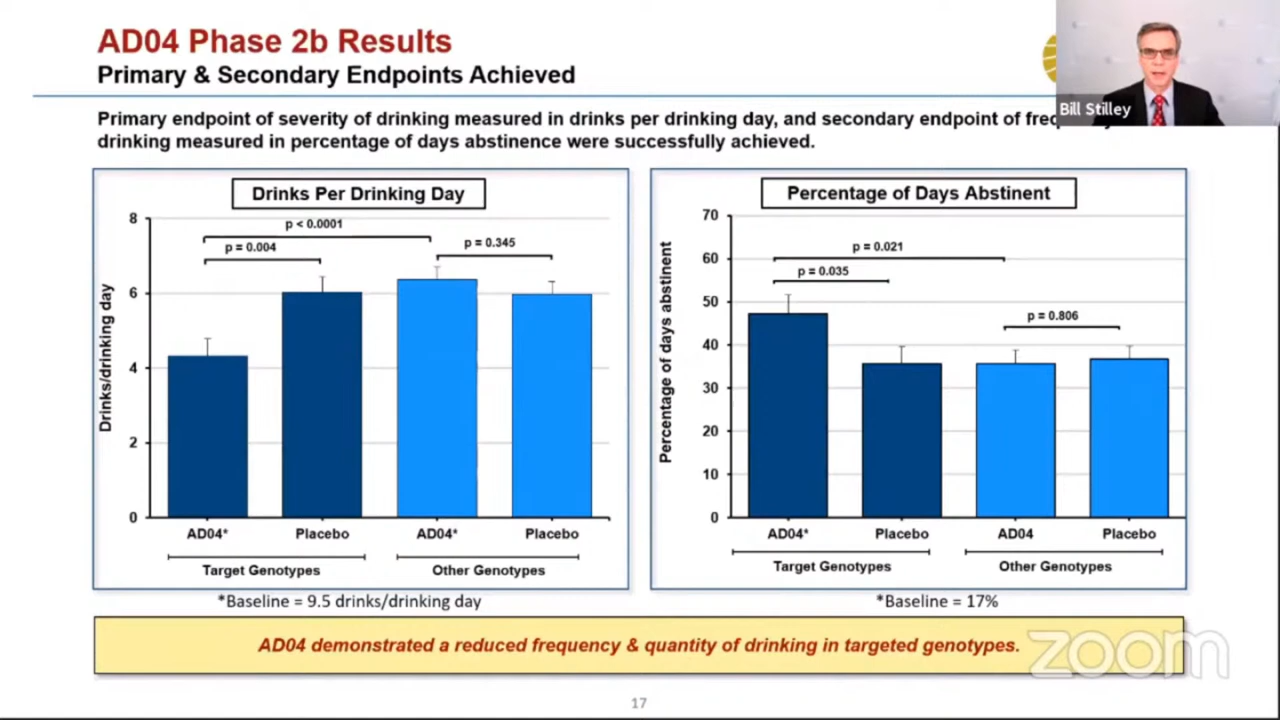 AD04 Phase 2b Results
Primary & Secondary Endpoints Achieved
Bill Stilley
Primary endpoint of severity of drinking measured in drinks per drinking day, and secondary endpoint of
drinking measured in percentage of days abstinence were successfully achieved.
Drinks Per Drinking Day
8
p < 0.0001
p = 0.004
p = 0.345
6
4
2
0
Drinks/drinking day
AD04* Placebo AD04* Placebo
Target Genotypes Other Genotypes
*Baseline = 9.5 drinks/drinking day
Percentage of Days Abstinent
70
60
p = 0.021
p = 0.035
50
p = 0.806
40
30
20
10
0
Percentage of days abstinent
AD04* Placebo AD04 Placebo
Target Genotypes Other Genotypes
*Baseline = 17%
AD04 demonstrated a reduced frequency & quantity of drinking in targeted genotypes.
zoom
17